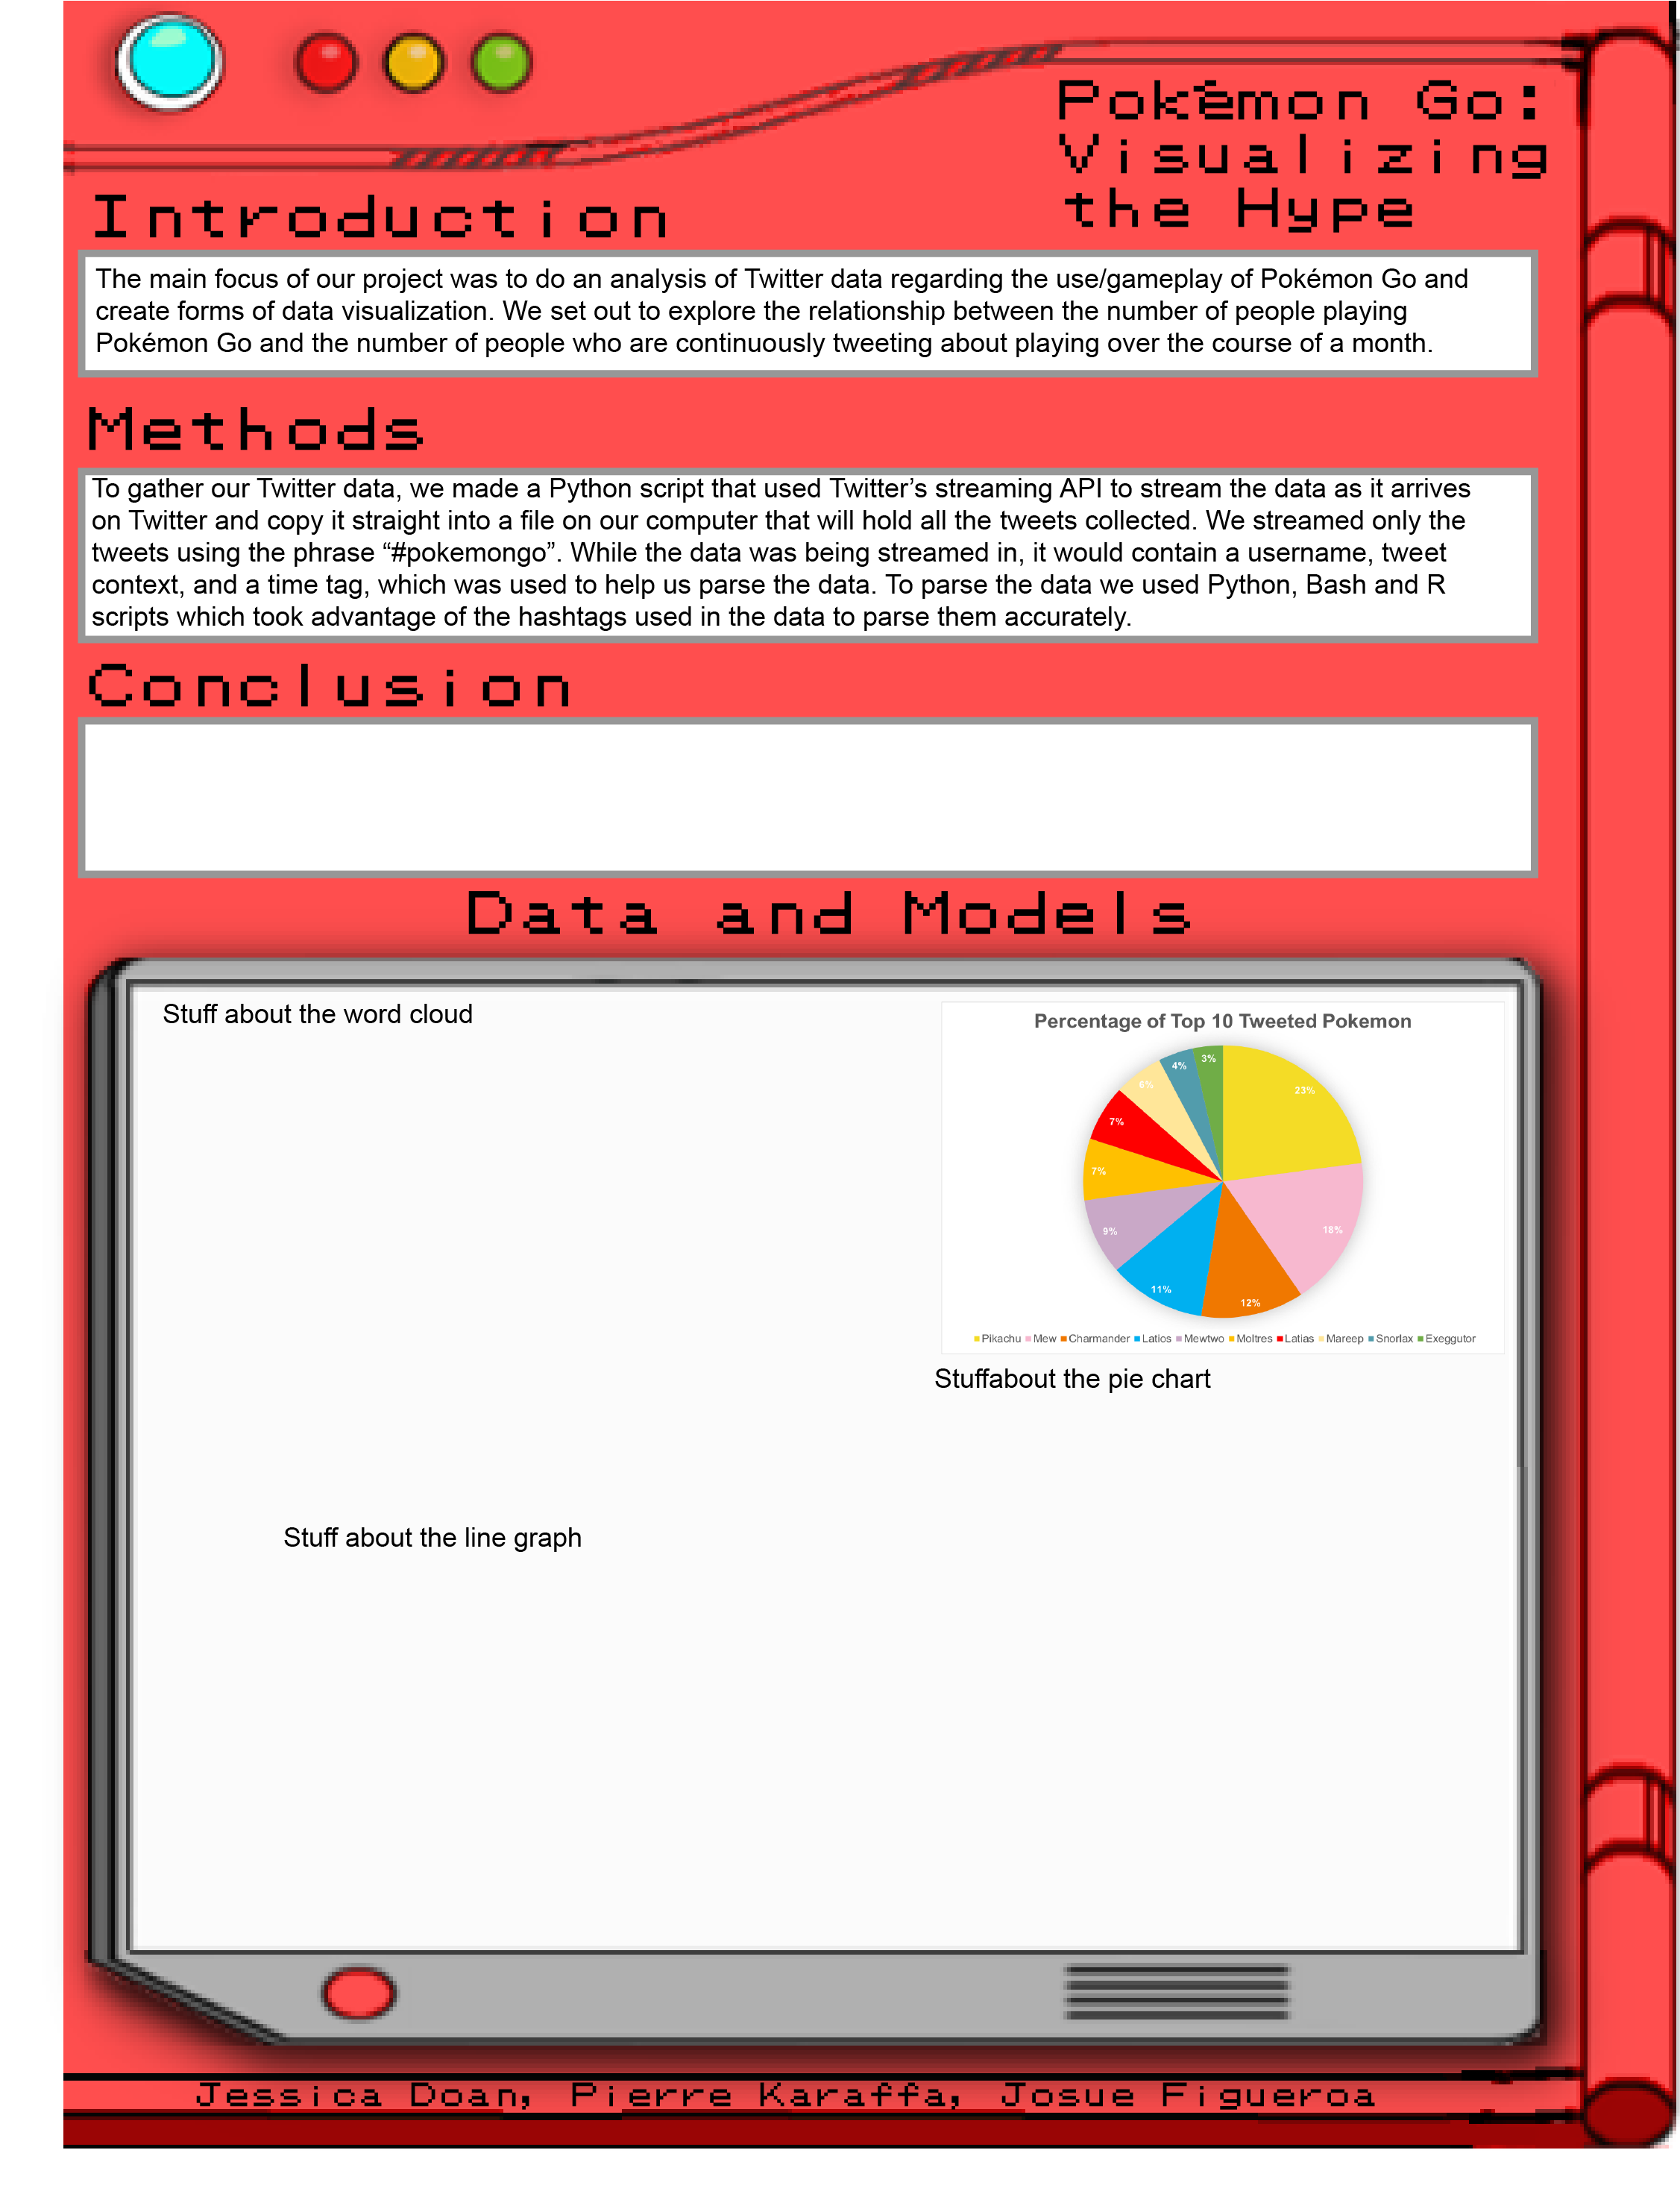 Pokémon Go:
Visualizing
the Hype
Introduction
The main focus of our project was to do an analysis of Twitter data regarding the use/gameplay of Pokémon Go and
create forms of data visualization. We set out to explore the relationship between the number of people playing
Pokémon Go and the number of people who are continuously tweeting about playing over the course of a month.
Methods
To gather our Twitter data, we made a Python script that used Twitter’s streaming API to stream the data as it arrives
on Twitter and copy it straight into a file on our computer that will hold all the tweets collected. We streamed only the
tweets using the phrase “#pokemongo”. While the data was being streamed in, it would contain a username, tweet
context, and a time tag, which was used to help us parse the data. To parse the data we used Python, Bash and R
scripts which took advantage of the hashtags used in the data to parse them accurately.
Conclusion
Data and Models
Stuff about the word cloud
Percentage of Top 10 Tweeted Pokemon
23%
18%
12%
11%
9%
7%
7%
6%
4%
3%
Pikachu Mew Charmander Latios Mewtwo Moltres Latias Mareep Snorlax Exeggutor
Stuffabout the pie chart
Stuff about the line graph
Jessica Doan, Pierre Karaffa, Josue Figueroa